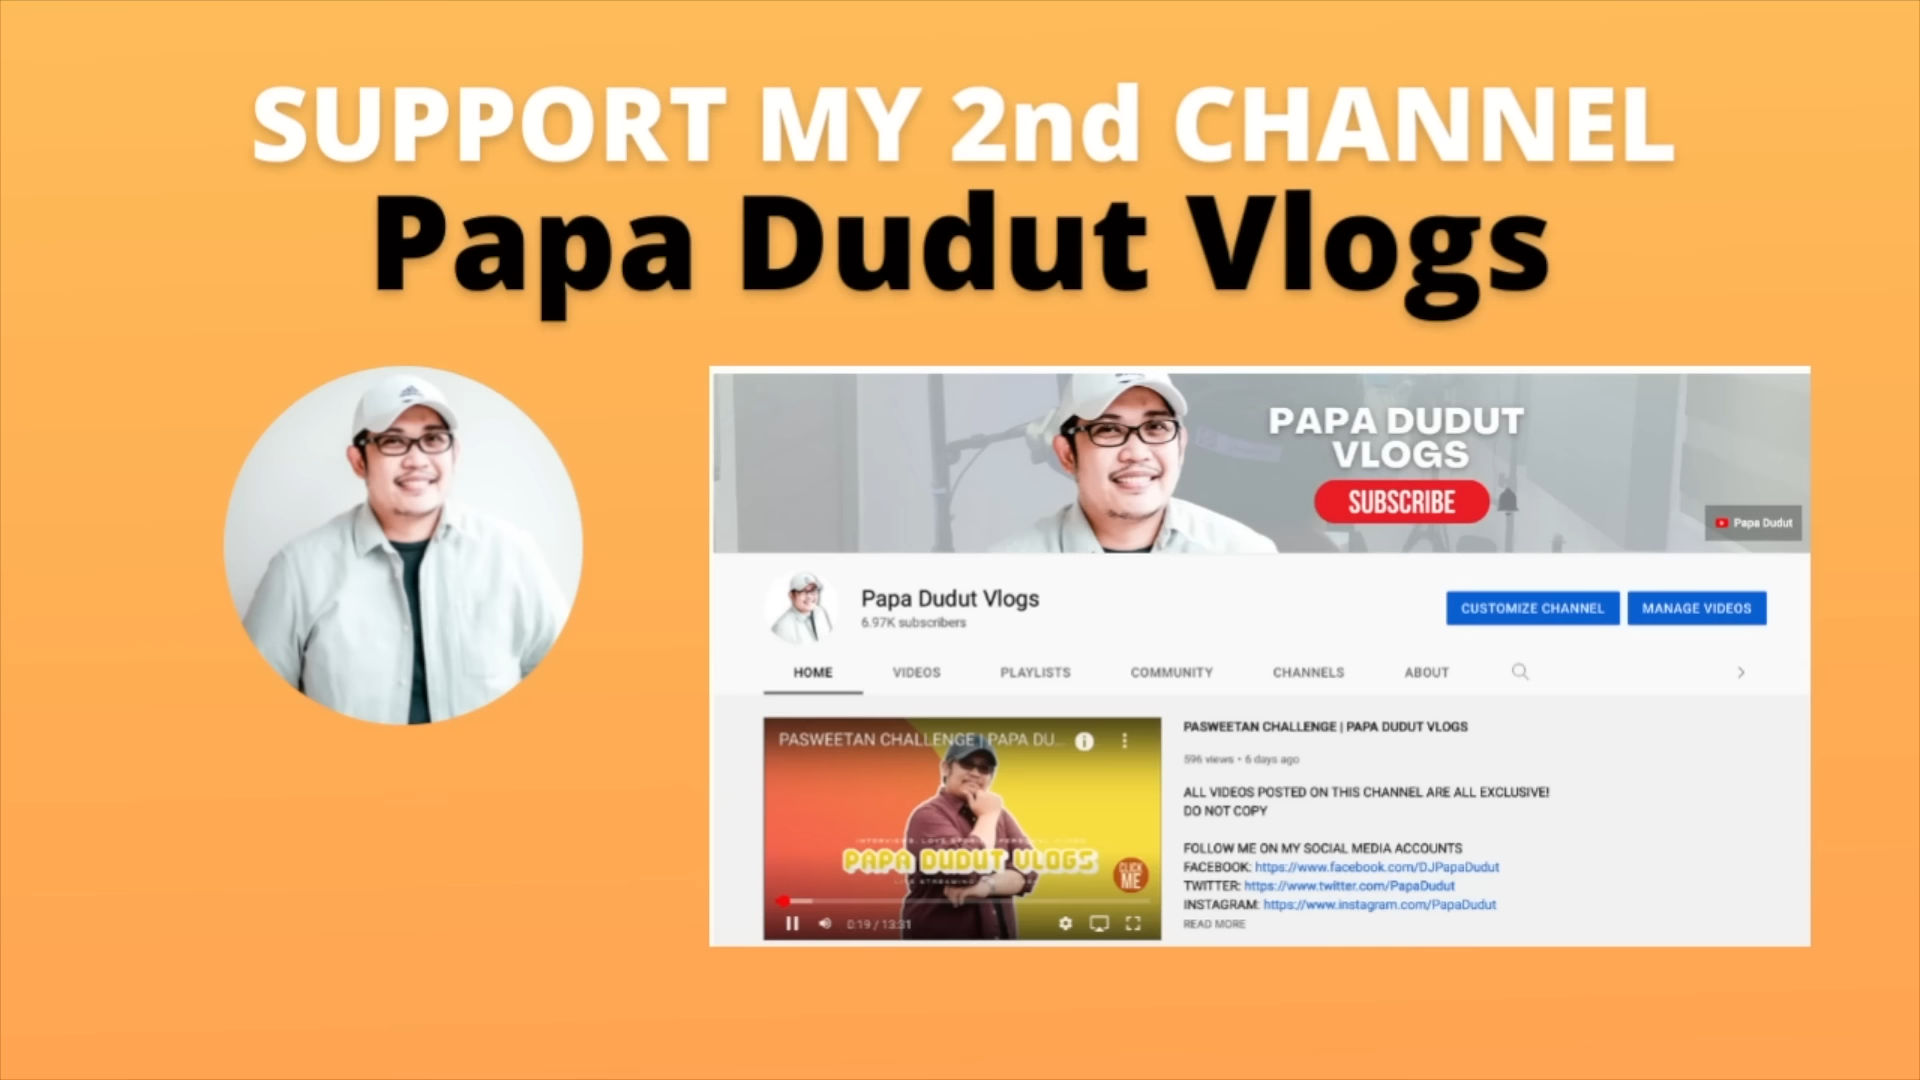 SUPPORT MY 2nd CHANNEL
Papa Dudut Vlogs
PAPA DUDUT
VLOGS
SUBSCRIBE
Papa Dudut
Papa Dudut Vlogs
6.97K subscribers
CUSTOMIZE CHANNEL
MANAGE VIDEOS
HOME VIDEOS PLAYLISTS COMMUNITY CHANNELS ABOUT
PASWEETAN CHALLENGE | PAPA DU...
PAPA DUDUT VLOGS
CLICK
ME
0:19 / 13:31
PASWEETAN CHALLENGE | PAPA DUDUT VLOGS
596 views • 6 days ago
ALL VIDEOS POSTED ON THIS CHANNEL ARE ALL EXCLUSIVE!
DO NOT COPY
FOLLOW ME ON MY SOCIAL MEDIA ACCOUNTS
FACEBOOK: https://www.facebook.com/DJPapaDudut
TWITTER: https://www.twitter.com/PapaDudut
INSTAGRAM: https://www.instagram.com/PapaDudut
READ MORE